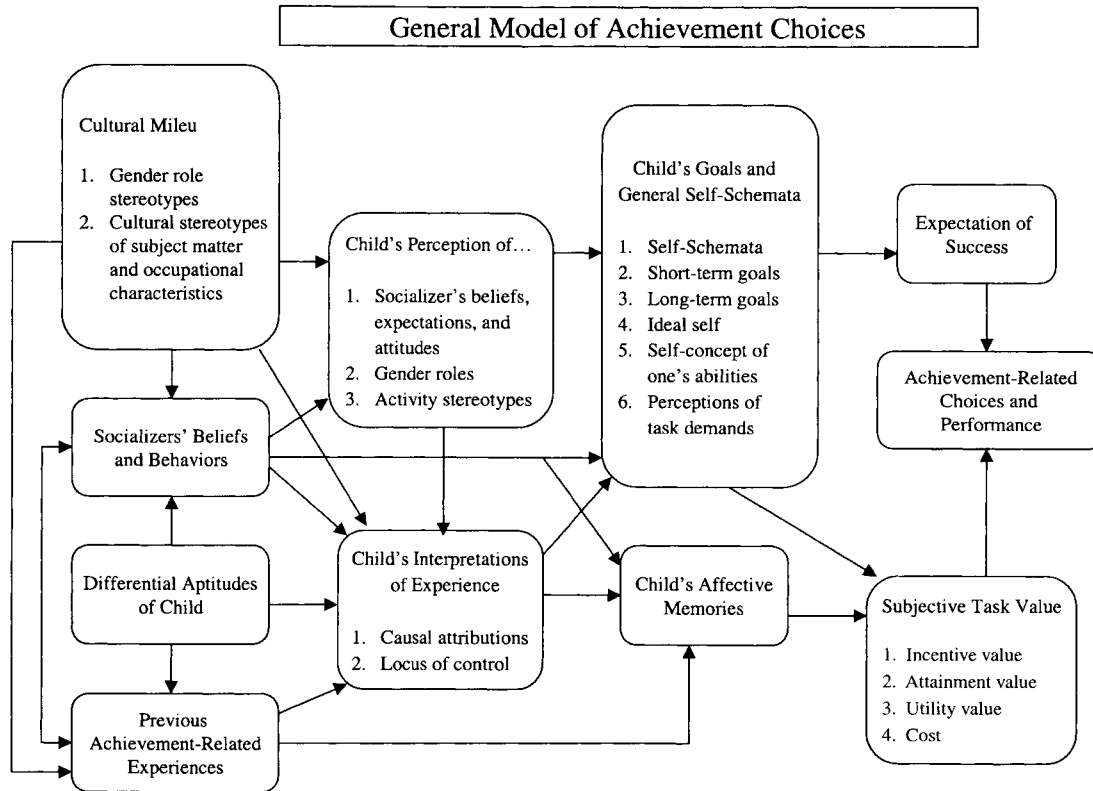 General Model of Achievement Choices
Cultural Mileu
1. Gender role
stereotypes
2. Cultural stereotypes
of subject matter
and occupational
characteristics
Child's Perception of…
1. Socializer's beliefs,
expectations, and
attitudes
2. Gender roles
3. Activity stereotypes
Child's Goals and
General Self-Schemata
1. Self-Schemata
2. Short-term goals
3. Long-term goals
4. Ideal self
5. Self-concept of
one's abilities
6. Perceptions of
task demands
Expectation of
Success
Achievement-Related
Choices and
Performance
Socializers' Beliefs
and Behaviors
Differential Aptitudes
of Child
Previous
Achievement-Related
Experiences
Child's Interpretations
of Experience
1. Causal attributions
2. Locus of control
Child's Affective
Memories
Subjective Task Value
1. Incentive value
2. Attainment value
3. Utility value
4. Cost